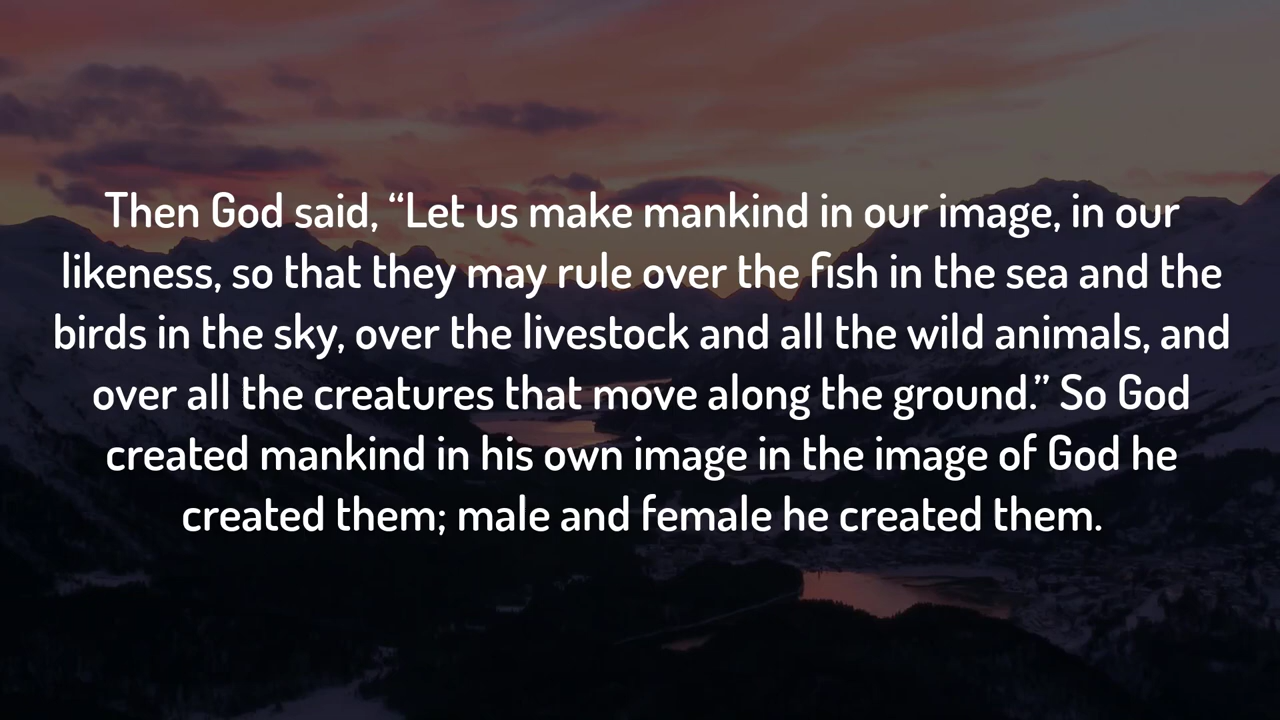 Then God said, “Let us make mankind in our image, in our
likeness, so that they may rule over the fish in the sea and the
birds in the sky, over the livestock and all the wild animals, and
over all the creatures that move along the ground.” So God
created mankind in his own image in the image of God he
created them; male and female he created them.